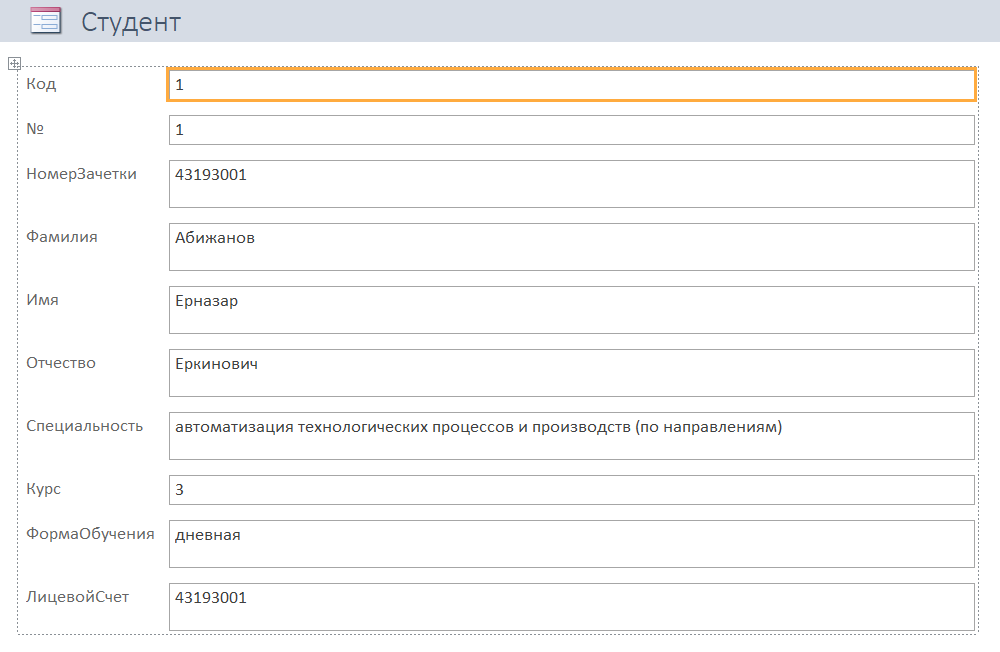 Студент
Код 1
№ 1
НомерЗачетки 43193001
Фамилия Абижанов
Имя Ерназар
Отчество Еркинович
Специальность автоматизация технологических процессов и производств (по направлениям)
Курс 3
ФормаОбучения дневная
ЛицевойСчет 43193001